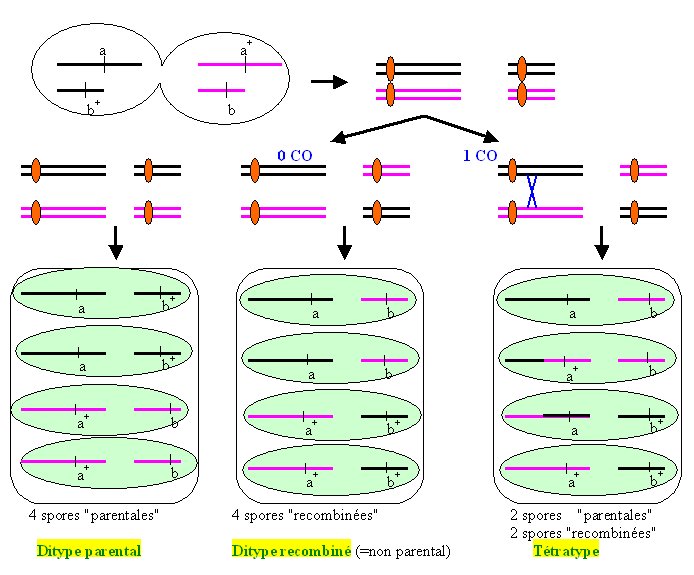 a a+
b+ b
0 CO 1 CO
a b+
a b+
a+ b
a+ b
a b
a b
a+ b+
a+ b+
a b
a+ b
a b+
a+ b+
4 spores "parentales"
Ditype parental
4 spores "recombinées"
Ditype recombiné (=non parental)
2 spores "parentales"
2 spores "recombinées"
Tétratype